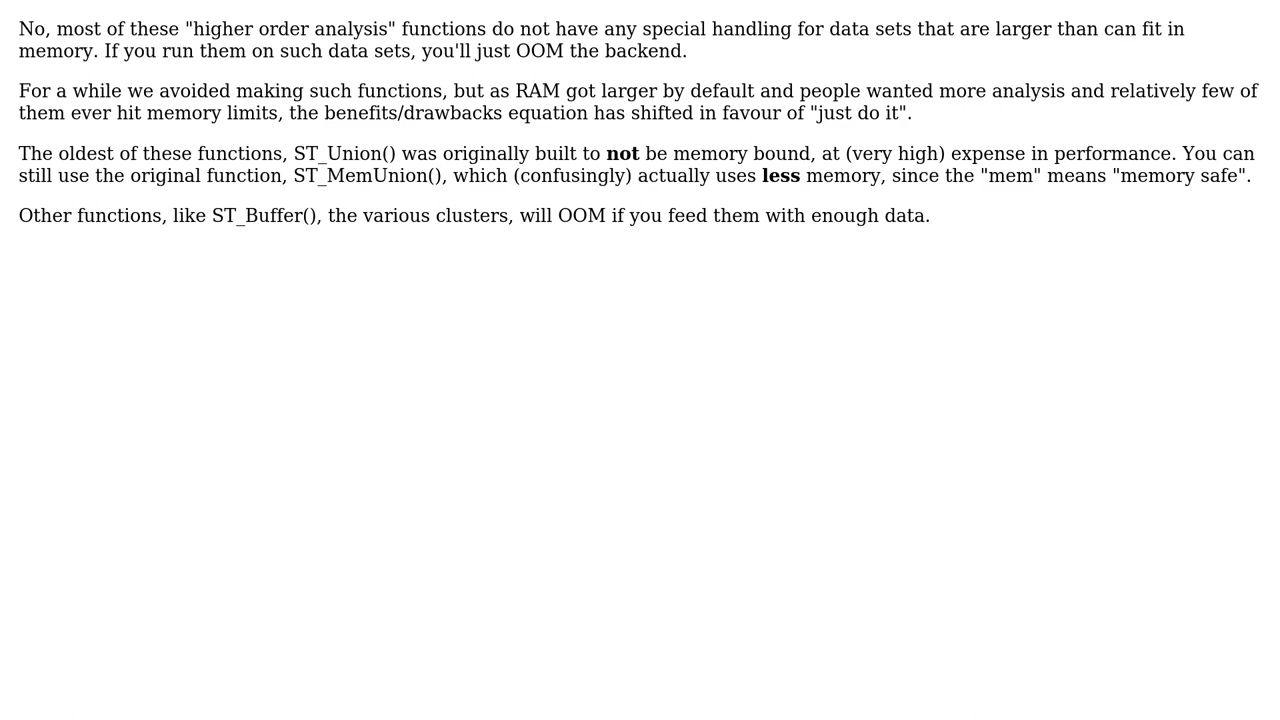 No, most of these "higher order analysis" functions do not have any special handling for data sets that are larger than can fit in
memory. If you run them on such data sets, you'll just OOM the backend.
For a while we avoided making such functions, but as RAM got larger by default and people wanted more analysis and relatively few of
them ever hit memory limits, the benefits/drawbacks equation has shifted in favour of "just do it".
The oldest of these functions, ST_Union() was originally built to not be memory bound, at (very high) expense in performance. You can
still use the original function, ST_MemUnion(), which (confusingly) actually uses less memory, since the "mem" means "memory safe".
Other functions, like ST_Buffer(), the various clusters, will OOM if you feed them with enough data.